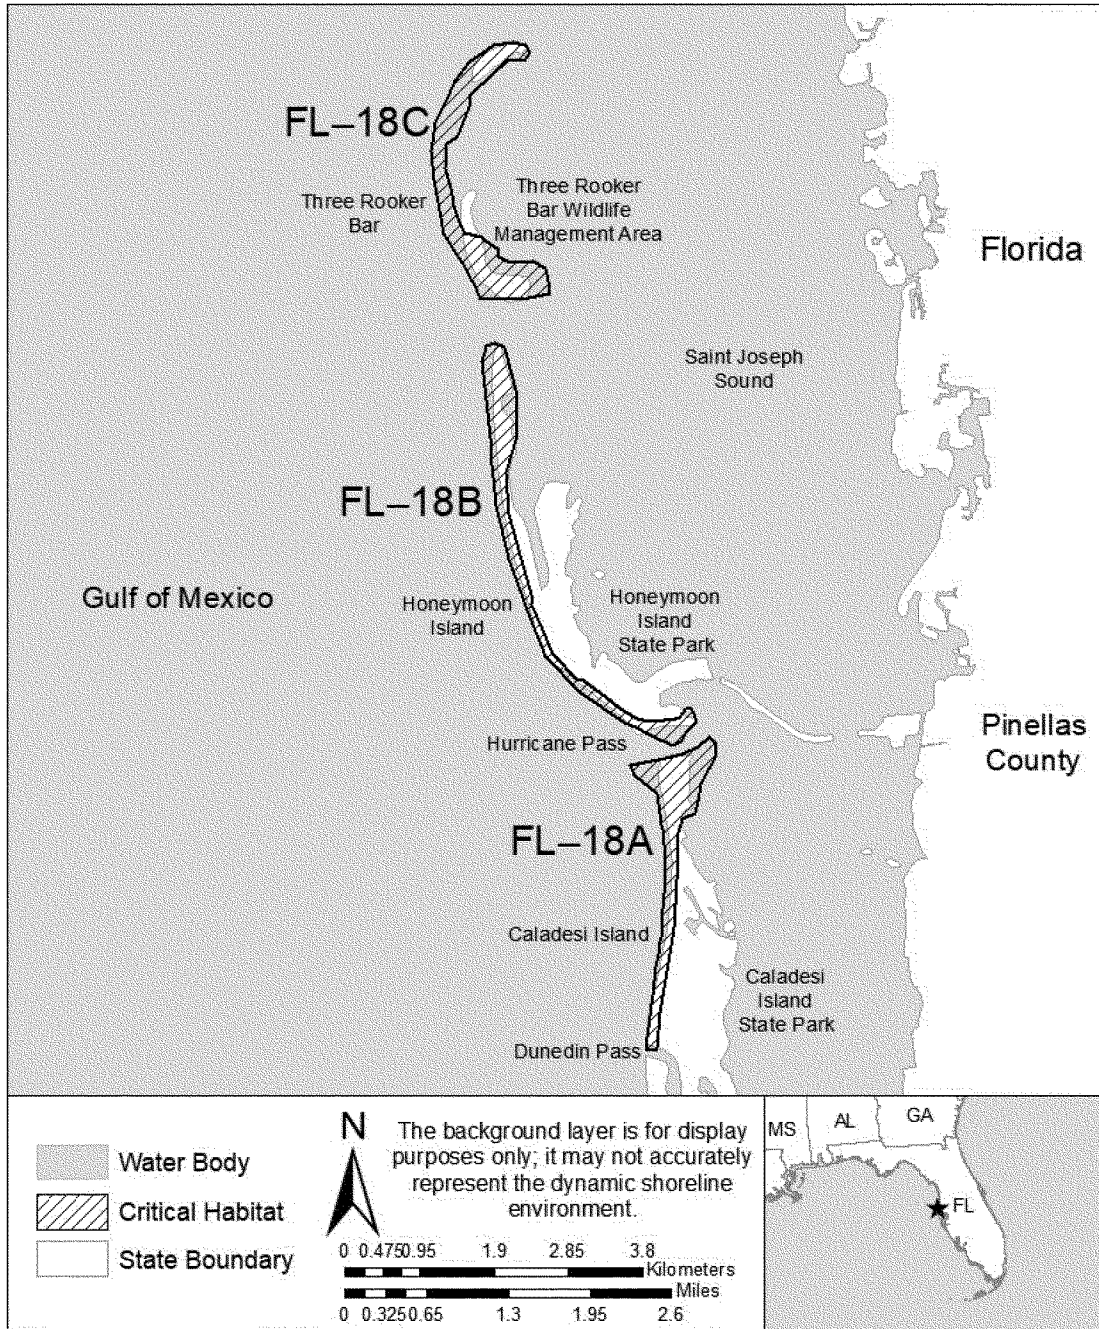 FL–18C
Three Rooker
Bar
Three Rooker
Bar Wildlife
Management Area
Florida
Saint Joseph
Sound
FL–18B
Gulf of Mexico
Honeymoon
Island
Honeymoon
Island
State Park
Hurricane Pass
Pinellas
County
FL–18A
Caladesi Island
Caladesi
Island
State Park
Dunedin Pass
Water Body
Critical Habitat
State Boundary
N
The background layer is for display
purposes only; it may not accurately
represent the dynamic shoreline
environment.
0 0.475 0.95 1.9 2.85 3.8
Kilometers
Miles
0 0.325 0.65 1.3 1.95 2.6
MS AL GA
FL